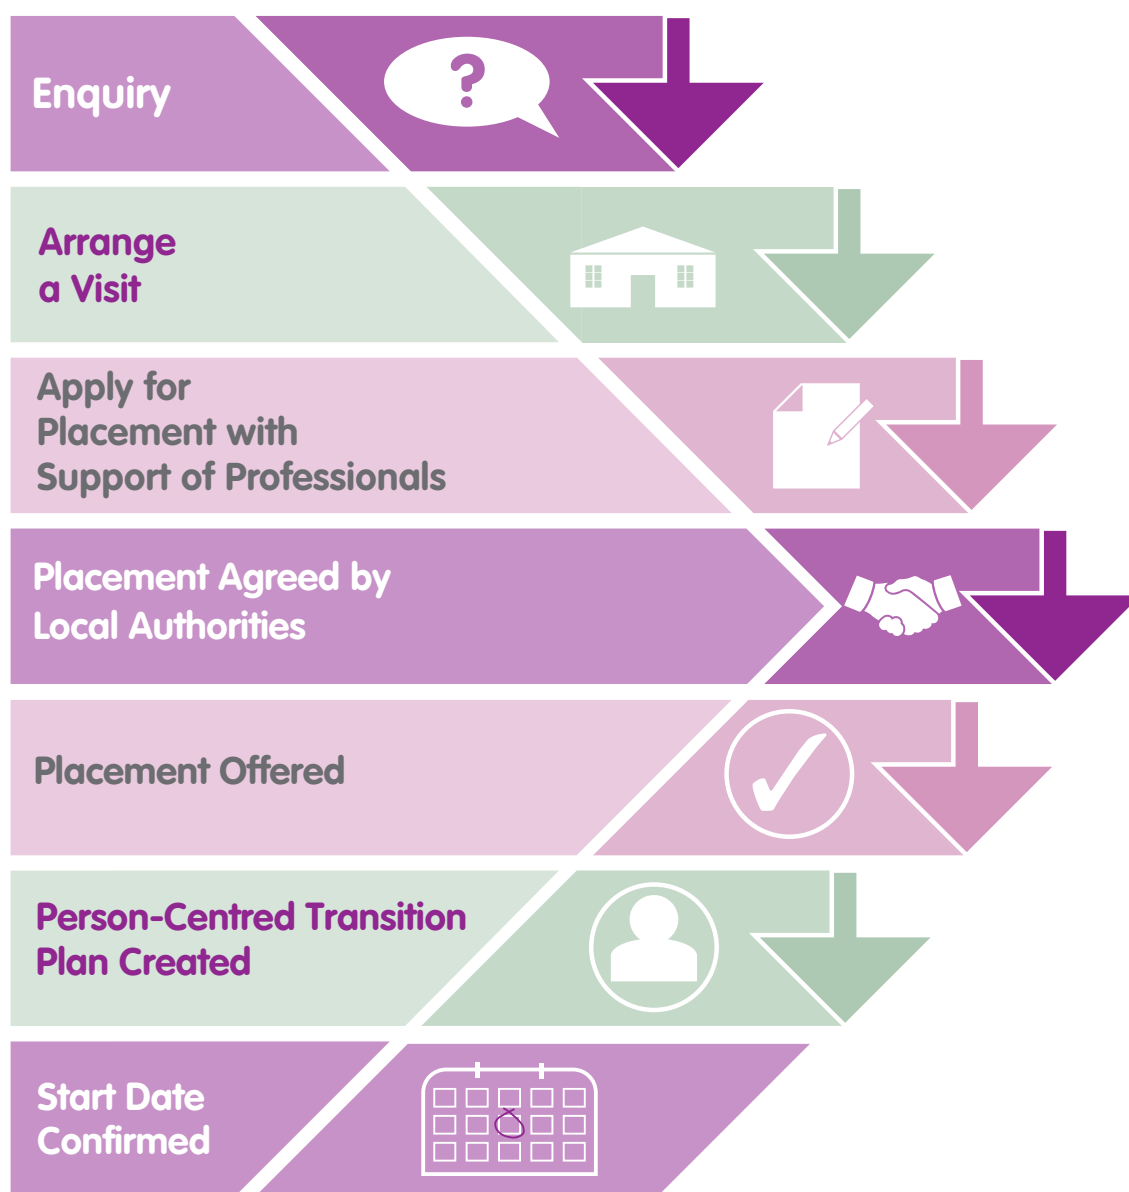 Enquiry
?
Arrange
a Visit
Apply for
Placement with
Support of Professionals
Placement Agreed by
Local Authorities
Placement Offered
Person-Centred Transition
Plan Created
Start Date
Confirmed